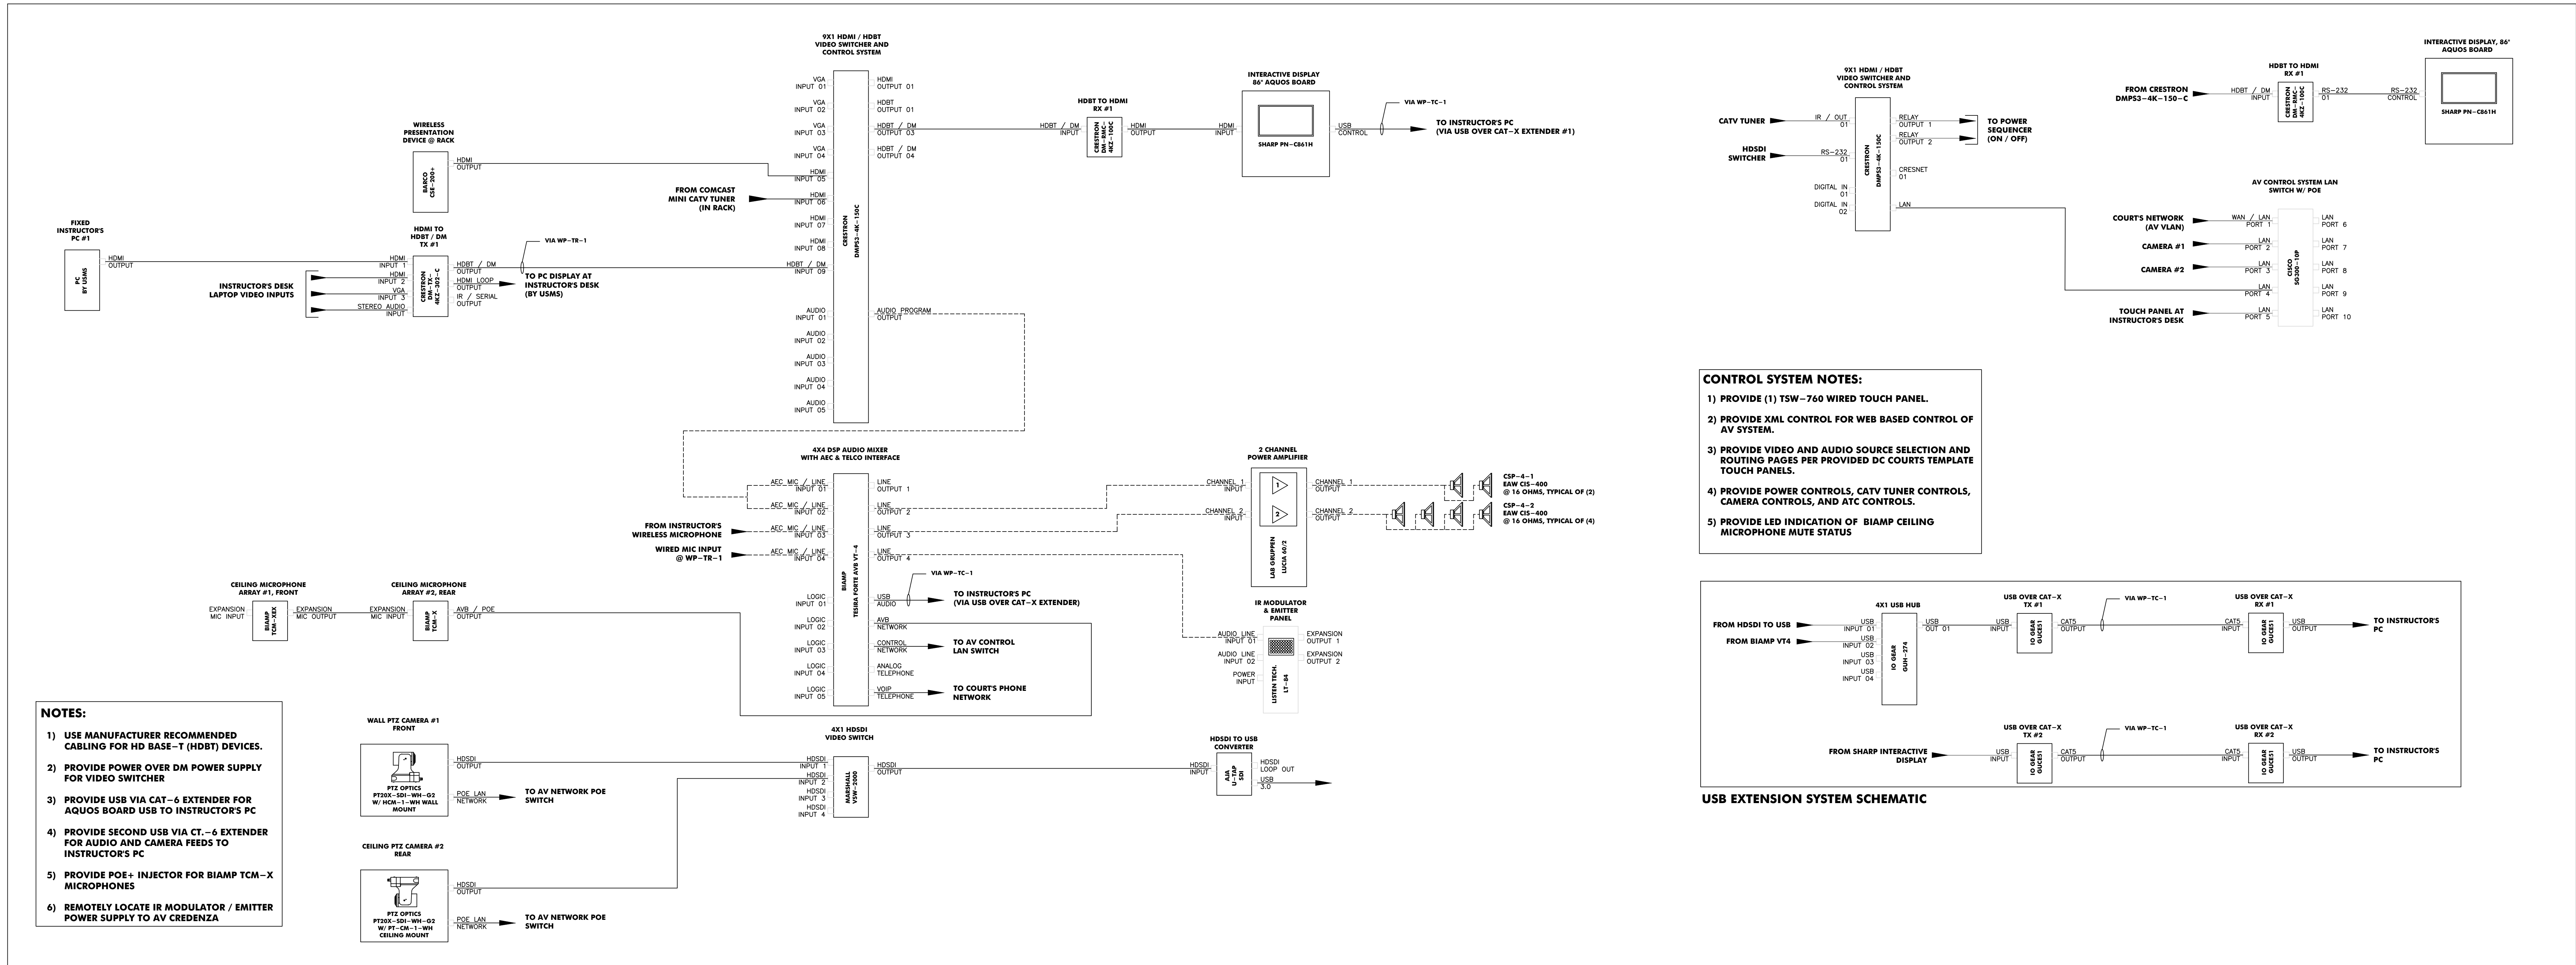 9X1 HDMI / HDBT
VIDEO SWITCHER AND
CONTROL SYSTEM
VGA
INPUT 01
VGA
INPUT 02
VGA
INPUT 03
VGA
INPUT 04
HDMI
INPUT 05
HDMI
INPUT 06
HDMI
INPUT 07
HDMI
INPUT 08
HDBT / DM
INPUT 09
AUDIO
INPUT 01
AUDIO
INPUT 02
AUDIO
INPUT 03
AUDIO
INPUT 04
AUDIO
INPUT 05
CRESTRON
DMPS3-4K-150C
HDMI
OUTPUT 01
HDBT
OUTPUT 01
HDBT / DM
OUTPUT 03
HDBT / DM
OUTPUT 04
AUDIO PROGRAM
OUTPUT
WIRELESS
PRESENTATION
DEVICE @ RACK
BARCO
CSE-200+
HDMI
OUTPUT
FROM COMCAST
MINI CATV TUNER
(IN RACK)
FIXED
INSTRUCTOR'S
PC #1
PC
BY USMS
HDMI
OUTPUT
HDMI TO
HDBT / DM
TX #1
HDMI
INPUT 1
HDMI
INPUT 2
VGA
INPUT 3
STEREO AUDIO
INPUT
CRESTRON
DM-TX-
4KZ-302-C
HDBT / DM
OUTPUT
HDMI LOOP
OUTPUT
IR / SERIAL
OUTPUT
INSTRUCTOR'S DESK
LAPTOP VIDEO INPUTS
VIA WP-TR-1
TO PC DISPLAY AT
INSTRUCTOR'S DESK
(BY USMS)
HDBT TO HDMI
RX #1
HDBT / DM
INPUT
CRESTRON
DM-RMC-
4KZ-100C
HDMI
OUTPUT
INTERACTIVE DISPLAY
86" AQUOS BOARD
HDMI
INPUT
SHARP PN-C861H
USB
CONTROL
VIA WP-TC-1
TO INSTRUCTOR'S PC
(VIA USB OVER CAT-X EXTENDER #1)
4X4 DSP AUDIO MIXER
WITH AEC & TELCO INTERFACE
AEC MIC / LINE
INPUT 01
AEC MIC / LINE
INPUT 02
AEC MIC / LINE
INPUT 03
AEC MIC / LINE
INPUT 04
LOGIC
INPUT 01
LOGIC
INPUT 02
LOGIC
INPUT 03
LOGIC
INPUT 04
LOGIC
INPUT 05
BIAMP
TESIRA FORTE AVB VT-4
LINE
OUTPUT 1
LINE
OUTPUT 2
LINE
OUTPUT 3
LINE
OUTPUT 4
USB
AUDIO
AVB
NETWORK
CONTROL
NETWORK
ANALOG
TELEPHONE
VOIP
TELEPHONE
FROM INSTRUCTOR'S
WIRELESS MICROPHONE
WIRED MIC INPUT
@ WP-TR-1
VIA WP-TC-1
TO INSTRUCTOR'S PC
(VIA USB OVER CAT-X EXTENDER)
TO AV CONTROL
LAN SWITCH
TO COURT'S PHONE
NETWORK
2 CHANNEL
POWER AMPLIFIER
CHANNEL 1
INPUT
CHANNEL 2
INPUT
1
2
LAB GRUPPEN
LUCIA 60/2
CHANNEL 1
OUTPUT
CHANNEL 2
OUTPUT
CSP-4-1
EAW CIS-400
@ 16 OHMS, TYPICAL OF (2)
CSP-4-2
EAW CIS-400
@ 16 OHMS, TYPICAL OF (4)
IR MODULATOR
& EMITTER
PANEL
AUDIO LINE
INPUT 01
AUDIO LINE
INPUT 02
POWER
INPUT
LISTEN TECH.
LT-84
EXPANSION
OUTPUT 1
EXPANSION
OUTPUT 2
CEILING MICROPHONE
ARRAY #1, FRONT
EXPANSION
MIC INPUT
BIAMP
TCM-XEX
EXPANSION
MIC OUTPUT
CEILING MICROPHONE
ARRAY #2, REAR
EXPANSION
MIC INPUT
BIAMP
TCM-X
AVB / POE
OUTPUT
NOTES:
1) USE MANUFACTURER RECOMMENDED
CABLING FOR HD BASE-T (HDBT) DEVICES.
2) PROVIDE POWER OVER DM POWER SUPPLY
FOR VIDEO SWITCHER
3) PROVIDE USB VIA CAT-6 EXTENDER FOR
AQUOS BOARD USB TO INSTRUCTOR'S PC
4) PROVIDE SECOND USB VIA CT.-6 EXTENDER
FOR AUDIO AND CAMERA FEEDS TO
INSTRUCTOR'S PC
5) PROVIDE POE+ INJECTOR FOR BIAMP TCM-X
MICROPHONES
6) REMOTELY LOCATE IR MODULATOR / EMITTER
POWER SUPPLY TO AV CREDENZA
WALL PTZ CAMERA #1
FRONT
PTZ OPTICS
PT20X-SDI-WH-G2
W/ HCM-1-WH WALL
MOUNT
HDSDI
OUTPUT
POE LAN
NETWORK
TO AV NETWORK POE
SWITCH
CEILING PTZ CAMERA #2
REAR
PTZ OPTICS
PT20X-SDI-WH-G2
W/ PT-CM-1-WH
CEILING MOUNT
HDSDI
OUTPUT
POE LAN
NETWORK
TO AV NETWORK POE
SWITCH
4X1 HDSDI
VIDEO SWITCH
HDSDI
INPUT 1
HDSDI
INPUT 2
HDSDI
INPUT 3
HDSDI
INPUT 4
MARSHALL
VSW-2000
HDSDI
OUTPUT
HDSDI TO USB
CONVERTER
HDSDI
INPUT
AJA
U-TAP
SDI
HDSDI
LOOP OUT
USB
3.0
9X1 HDMI / HDBT
VIDEO SWITCHER AND
CONTROL SYSTEM
CATV TUNER
HDSDI
SWITCHER
IR / OUT
01
RS-232
01
DIGITAL IN
01
DIGITAL IN
02
CRESTRON
DMPS3-4K-150C
RELAY
OUTPUT 1
RELAY
OUTPUT 2
CRESNET
01
LAN
TO POWER
SEQUENCER
(ON / OFF)
FROM CRESTRON
DMPS3-4K-150-C
HDBT TO HDMI
RX #1
HDBT / DM
INPUT
CRESTRON
DM-RMC-
4KZ-100C
RS-232
01
RS-232
CONTROL
INTERACTIVE DISPLAY, 86"
AQUOS BOARD
SHARP PN-C861H
AV CONTROL SYSTEM LAN
SWITCH W/ POE
COURT'S NETWORK
(AV VLAN)
CAMERA #1
CAMERA #2
TOUCH PANEL AT
INSTRUCTOR'S DESK
WAN / LAN
PORT 1
LAN
PORT 2
LAN
PORT 3
LAN
PORT 4
LAN
PORT 5
CISCO
SG300-10P
LAN
PORT 6
LAN
PORT 7
LAN
PORT 8
LAN
PORT 9
LAN
PORT 10
CONTROL SYSTEM NOTES:
1) PROVIDE (1) TSW-760 WIRED TOUCH PANEL.
2) PROVIDE XML CONTROL FOR WEB BASED CONTROL OF
AV SYSTEM.
3) PROVIDE VIDEO AND AUDIO SOURCE SELECTION AND
ROUTING PAGES PER PROVIDED DC COURTS TEMPLATE
TOUCH PANELS.
4) PROVIDE POWER CONTROLS, CATV TUNER CONTROLS,
CAMERA CONTROLS, AND ATC CONTROLS.
5) PROVIDE LED INDICATION OF BIAMP CEILING
MICROPHONE MUTE STATUS
FROM HDSDI TO USB
FROM BIAMP VT4
4X1 USB HUB
USB
INPUT 01
USB
INPUT 02
USB
INPUT 03
USB
INPUT 04
IO GEAR
GUH-274
USB
OUT 01
USB OVER CAT-X
TX #1
USB
INPUT
IO GEAR
GUCE51
CAT5
OUTPUT
VIA WP-TC-1
USB OVER CAT-X
RX #1
CAT5
INPUT
IO GEAR
GUCE51
USB
OUTPUT
TO INSTRUCTOR'S
PC
FROM SHARP INTERACTIVE
DISPLAY
USB OVER CAT-X
TX #2
USB
INPUT
IO GEAR
GUCE51
CAT5
OUTPUT
VIA WP-TC-1
USB OVER CAT-X
RX #2
CAT5
INPUT
IO GEAR
GUCE51
USB
OUTPUT
TO INSTRUCTOR'S
PC
USB EXTENSION SYSTEM SCHEMATIC